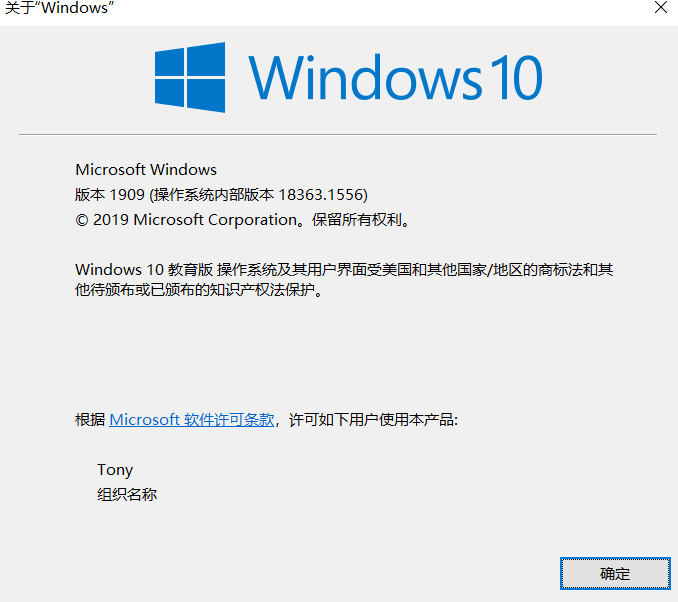 关于“Windows”
Windows 10
Microsoft Windows
版本 1909 (操作系统内部版本 18363.1556)
© 2019 Microsoft Corporation。保留所有权利。
Windows 10 教育版 操作系统及其用户界面受美国和其他国家/地区的商标法和其
他待颁布或已颁布的知识产权法保护。
根据 Microsoft 软件许可条款，许可如下用户使用本产品:
Tony
组织名称
确定